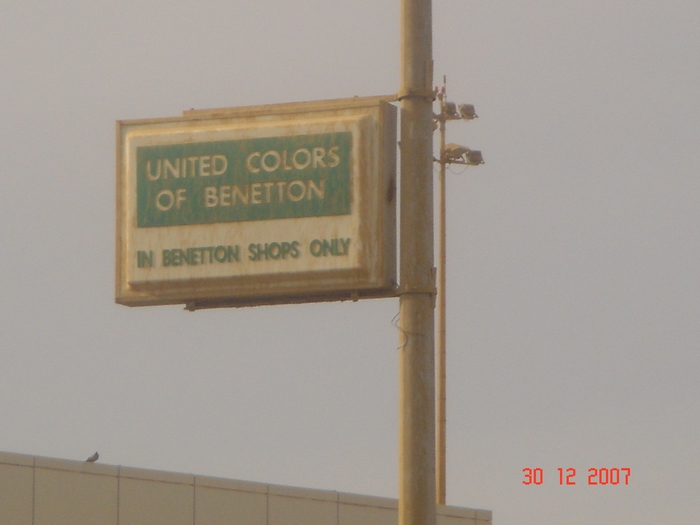 UNITED COLORS
OF BENETTON
IN BENETTON SHOPS ONLY
30 12 2007